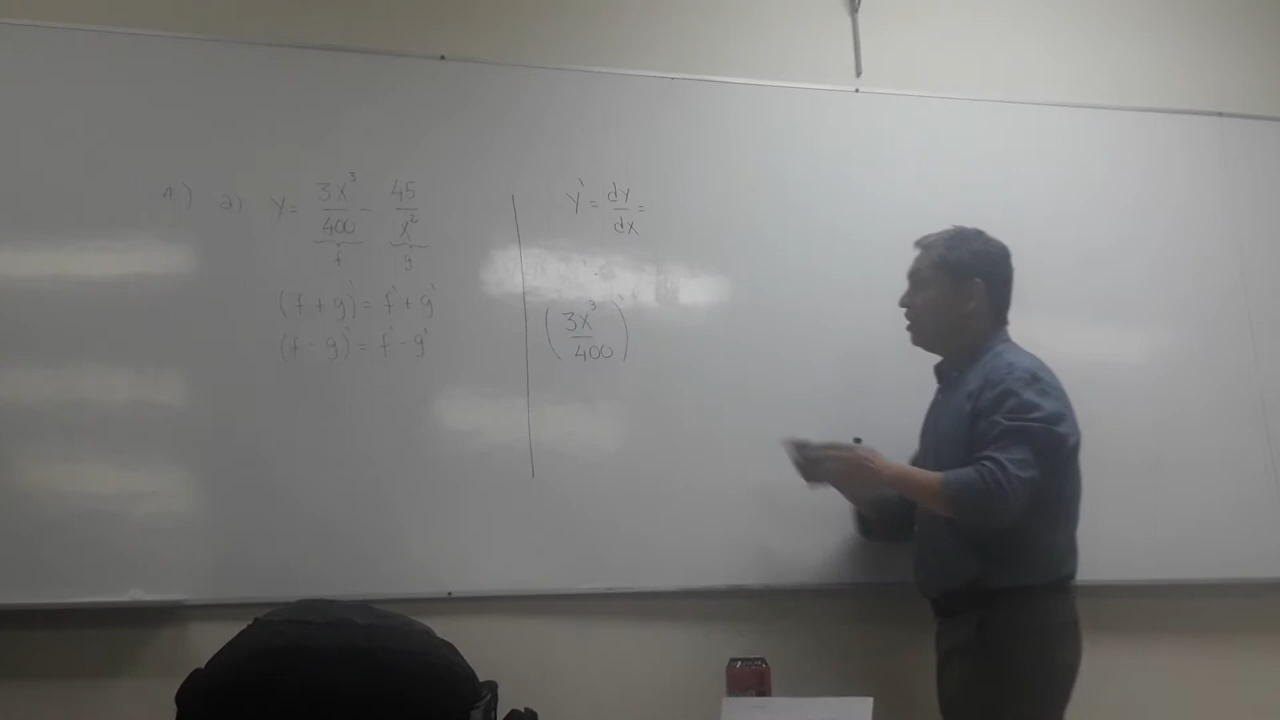 1) a) y = 3x³/400 - 45/x²
f g
(f + g)' = f' + g'
(f - g)' = f' - g'
y' = dy/dx =
(3x³/400)'